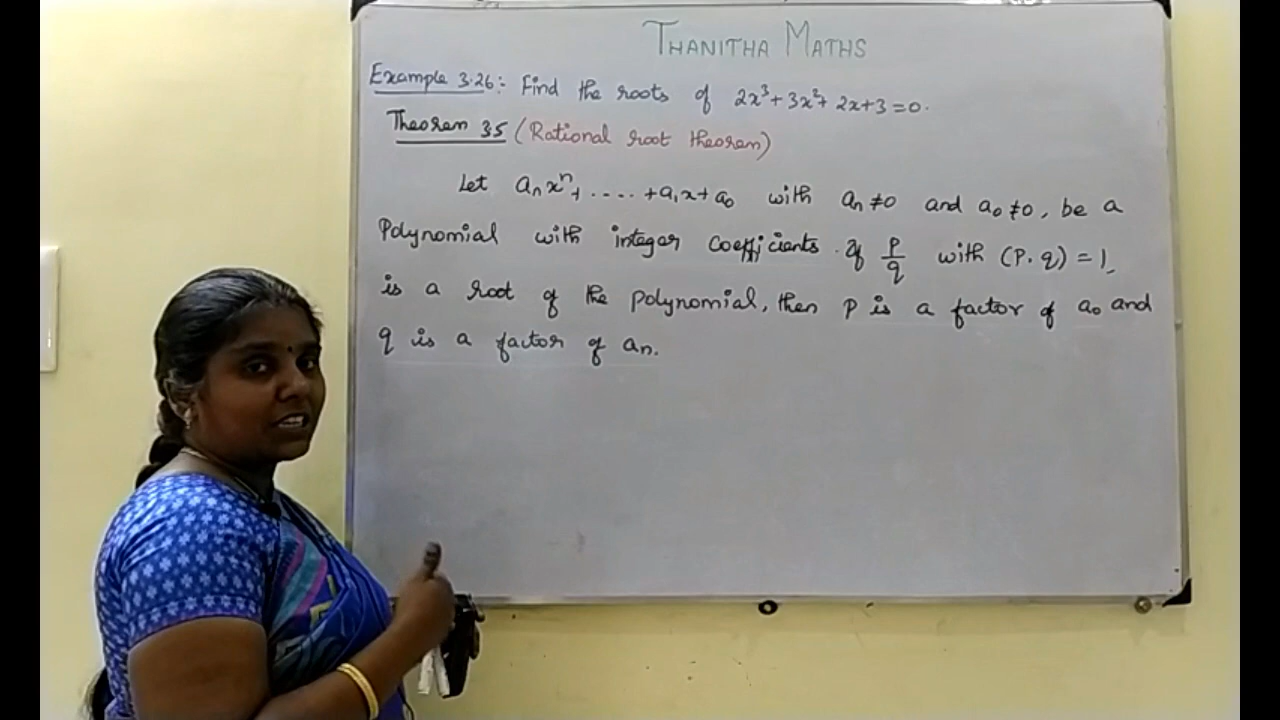 THANITHA MATHS
Example 3.26: Find the roots of 2x³+3x²+2x+3=0.
Theorem 3.5 (Rational root theorem)
Let aₙxⁿ+.....+a₁x+a₀ with aₙ≠0 and a₀≠0, be a
Polynomial with integer coefficients. If p/q with (p,q)=1,
is a root of the polynomial, then p is a factor of a₀ and
q is a factor of aₙ.